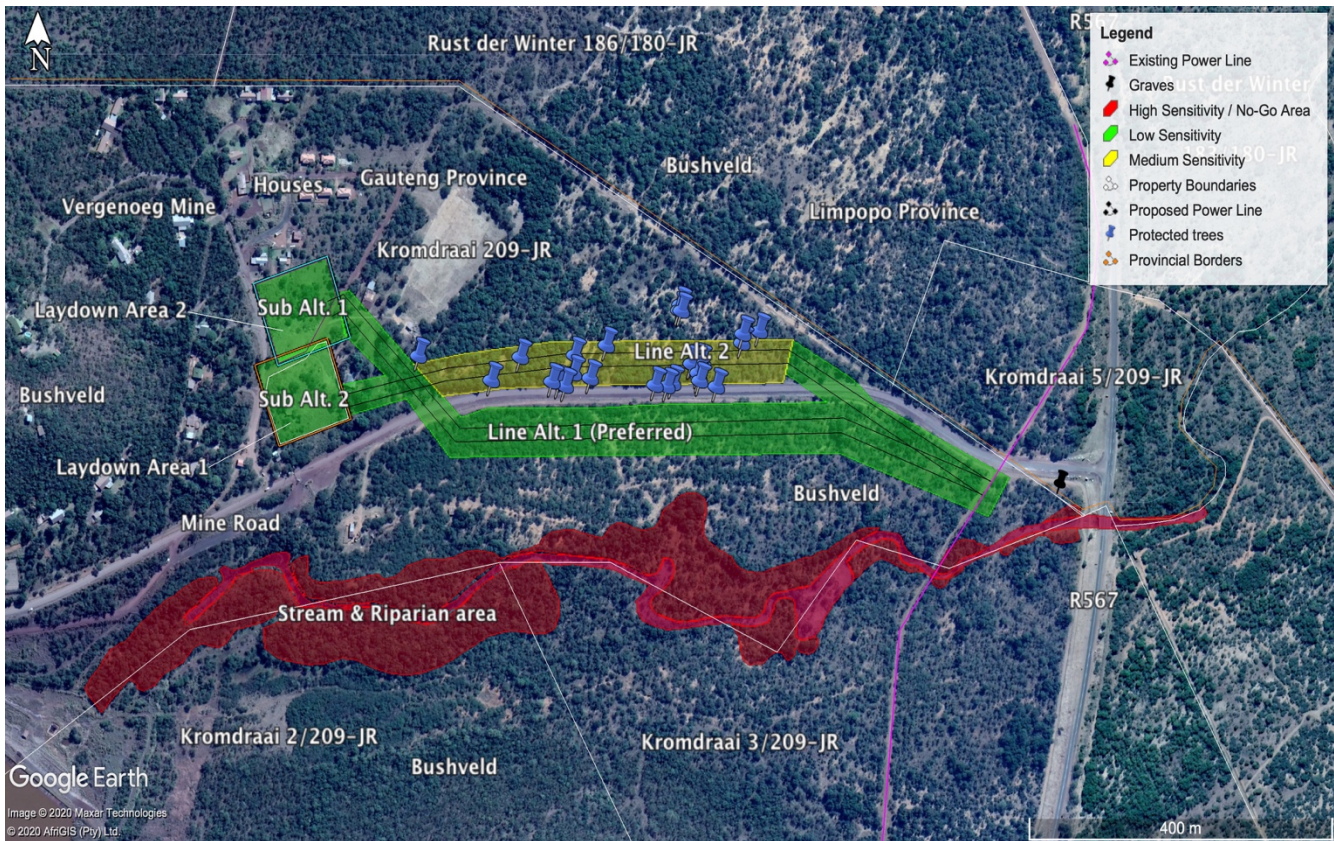 R567
Legend
Existing Power Line
Graves
High Sensitivity / No-Go Area
Low Sensitivity
Medium Sensitivity
Property Boundaries
Proposed Power Line
Protected trees
Provincial Borders
Rust der Winter
183/180-JR
N
Rust der Winter 186/180-JR
Bushveld
Houses
Gauteng Province
Vergenoeg Mine
Limpopo Province
Kromdraai 209-JR
Laydown Area 2
Sub Alt. 1
Line Alt. 2
Kromdraai 5/209-JR
Bushveld
Sub Alt. 2
Line Alt. 1 (Preferred)
Laydown Area 1
Bushveld
Mine Road
R567
Stream & Riparian area
Kromdraai 2/209-JR
Kromdraai 3/209-JR
Bushveld
Google Earth
Image © 2020 Maxar Technologies
© 2020 AfriGIS (Pty) Ltd.
400 m